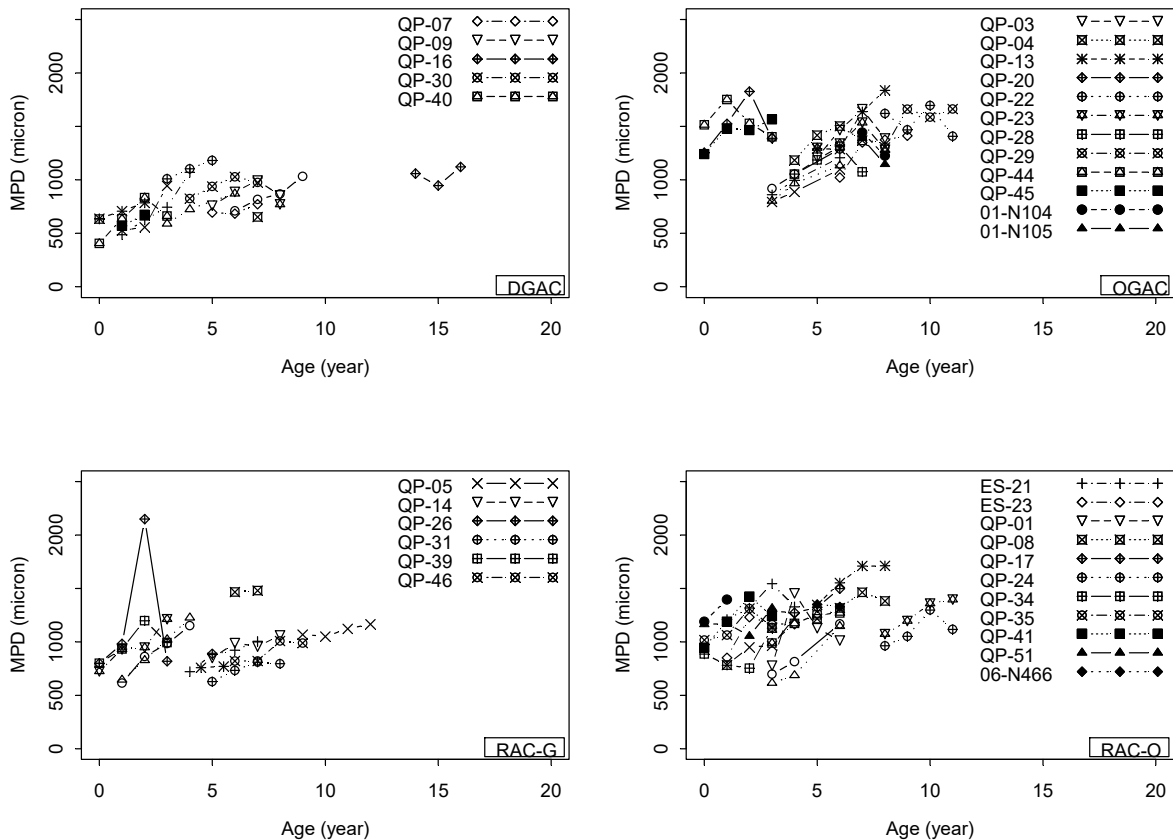 QP-07
QP-09
QP-16
QP-30
QP-40
MPD (micron)
0 500 1000 2000
DGAC
0 5 10 15 20
Age (year)
QP-03
QP-04
QP-13
QP-20
QP-22
QP-23
QP-28
QP-29
QP-44
QP-45
01-N104
01-N105
MPD (micron)
0 500 1000 2000
OGAC
0 5 10 15 20
Age (year)
QP-05
QP-14
QP-26
QP-31
QP-39
QP-46
MPD (micron)
0 500 1000 2000
RAC-G
0 5 10 15 20
Age (year)
ES-21
ES-23
QP-01
QP-08
QP-17
QP-24
QP-34
QP-35
QP-41
QP-51
06-N466
MPD (micron)
0 500 1000 2000
RAC-O
0 5 10 15 20
Age (year)